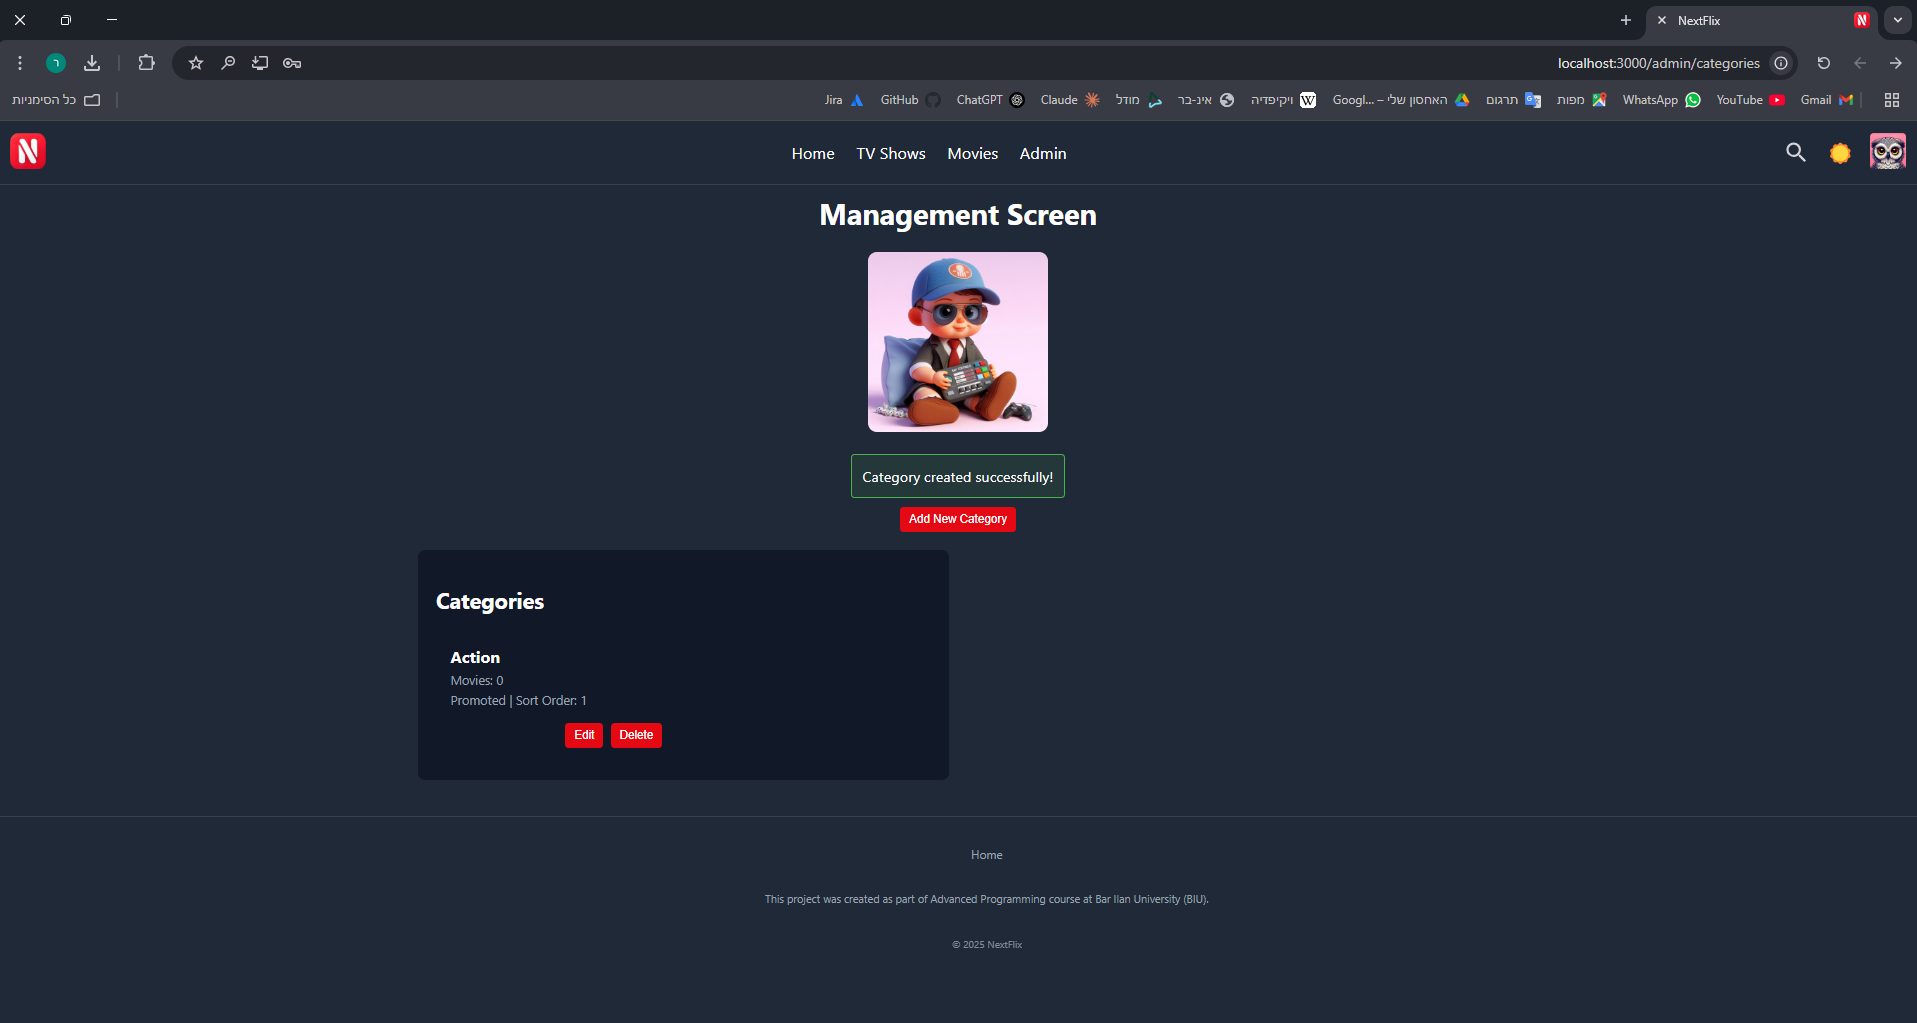 NextFlix
localhost:3000/admin/categories
כל הסימניות
Jira
GitHub
ChatGPT
Claude
מודל
אינ-בר
ויקיפדיה
האחסון שלי – Googl...
תרגום
מפות
WhatsApp
YouTube
Gmail
Home TV Shows Movies Admin
Management Screen
Category created successfully!
Add New Category
Categories
Action
Movies: 0
Promoted | Sort Order: 1
Edit Delete
Home
This project was created as part of Advanced Programming course at Bar Ilan University (BIU).
© 2025 NextFlix